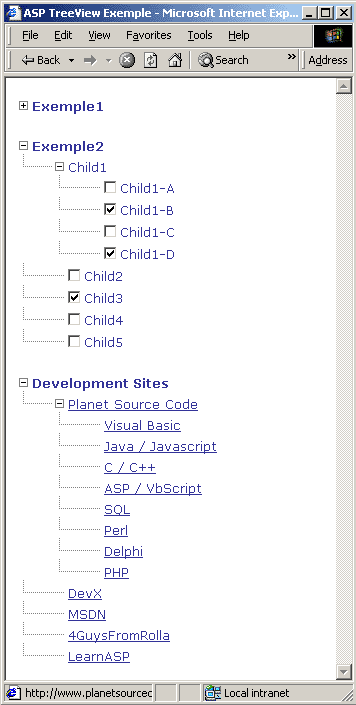 ASP TreeView Exemple - Microsoft Internet Exp...
File Edit View Favorites Tools Help
Back Search » Address
Exemple1
Exemple2
Child1
Child1-A
Child1-B
Child1-C
Child1-D
Child2
Child3
Child4
Child5
Development Sites
Planet Source Code
Visual Basic
Java / Javascript
C / C++
ASP / VbScript
SQL
Perl
Delphi
PHP
DevX
MSDN
4GuysFromRolla
LearnASP
http://www.planetsourcec Local intranet